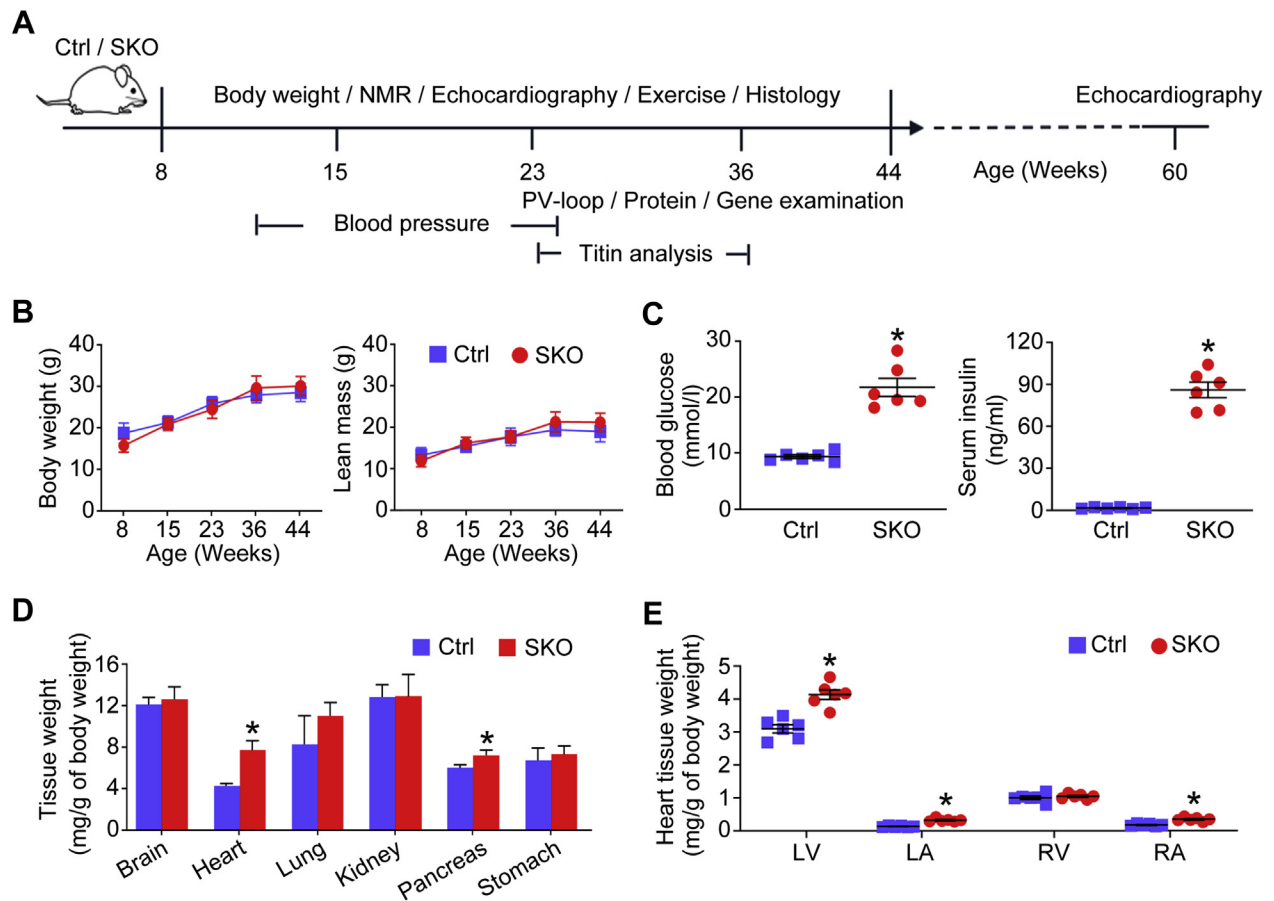 A
Ctrl / SKO
Body weight / NMR / Echocardiography / Exercise / Histology
Echocardiography
8
15
23
36
44
Age (Weeks)
60
PV-loop / Protein / Gene examination
Blood pressure
Titin analysis
B
Body weight (g)
40
30
20
10
0
8 15 23 36 44
Age (Weeks)
Lean mass (g)
40
30
20
10
0
Ctrl SKO
8 15 23 36 44
Age (Weeks)
C
Blood glucose
(mmol/l)
30
20
10
0
*
Ctrl SKO
Serum insulin
(ng/ml)
120
90
60
30
0
*
Ctrl SKO
D
Tissue weight
(mg/g of body weight)
16
12
8
4
0
Ctrl SKO
*
*
Brain
Heart
Lung
Kidney
Pancreas
Stomach
E
Heart tissue weight
(mg/g of body weight)
5
4
3
2
1
0
Ctrl SKO
*
*
*
LV LA RV RA